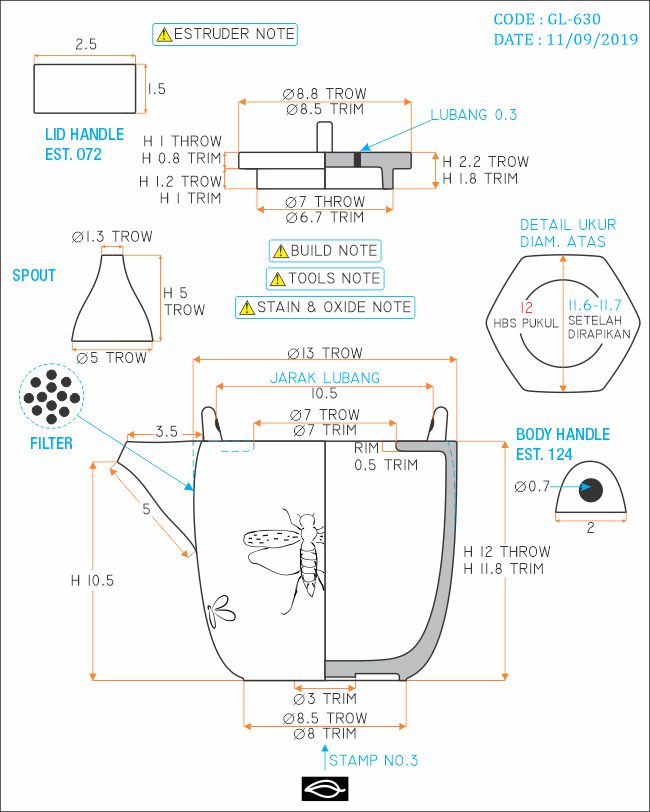 CODE : GL-630
DATE : 11/09/2019
ESTRUDER NOTE
2.5
1.5
LID HANDLE
EST. 072
Ø8.8 TROW
Ø8.5 TRIM
LUBANG 0.3
H 1 THROW
H 0.8 TRIM
H 1.2 TROW
H 1 TRIM
H 2.2 TROW
H 1.8 TRIM
Ø7 THROW
Ø6.7 TRIM
Ø1.3 TROW
SPOUT
H 5
TROW
Ø5 TROW
BUILD NOTE
TOOLS NOTE
STAIN & OXIDE NOTE
DETAIL UKUR
DIAM. ATAS
12
HBS PUKUL
11.6-11.7
SETELAH
DIRAPIKAN
Ø13 TROW
JARAK LUBANG
10.5
Ø7 TROW
Ø7 TRIM
FILTER
3.5
RIM
0.5 TRIM
BODY HANDLE
EST. 124
Ø0.7
2
5
H 10.5
H 12 THROW
H 11.8 TRIM
Ø3 TRIM
Ø8.5 TROW
Ø8 TRIM
STAMP NO.3